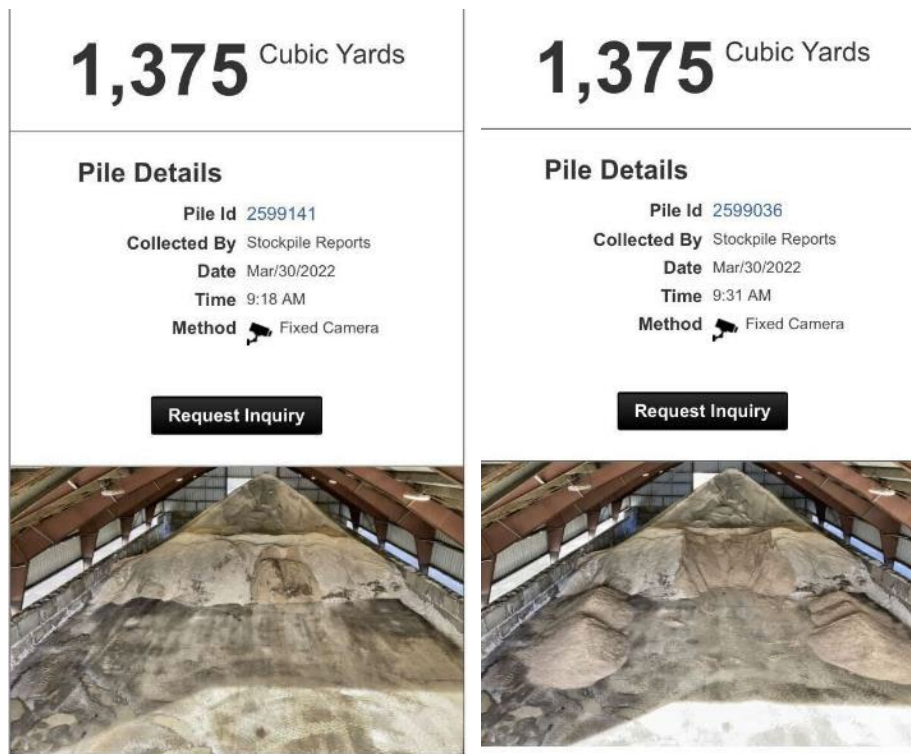 1,375 Cubic Yards
Pile Details
Pile Id 2599141
Collected By Stockpile Reports
Date Mar/30/2022
Time 9:18 AM
Method Fixed Camera
Request Inquiry
1,375 Cubic Yards
Pile Details
Pile Id 2599036
Collected By Stockpile Reports
Date Mar/30/2022
Time 9:31 AM
Method Fixed Camera
Request Inquiry